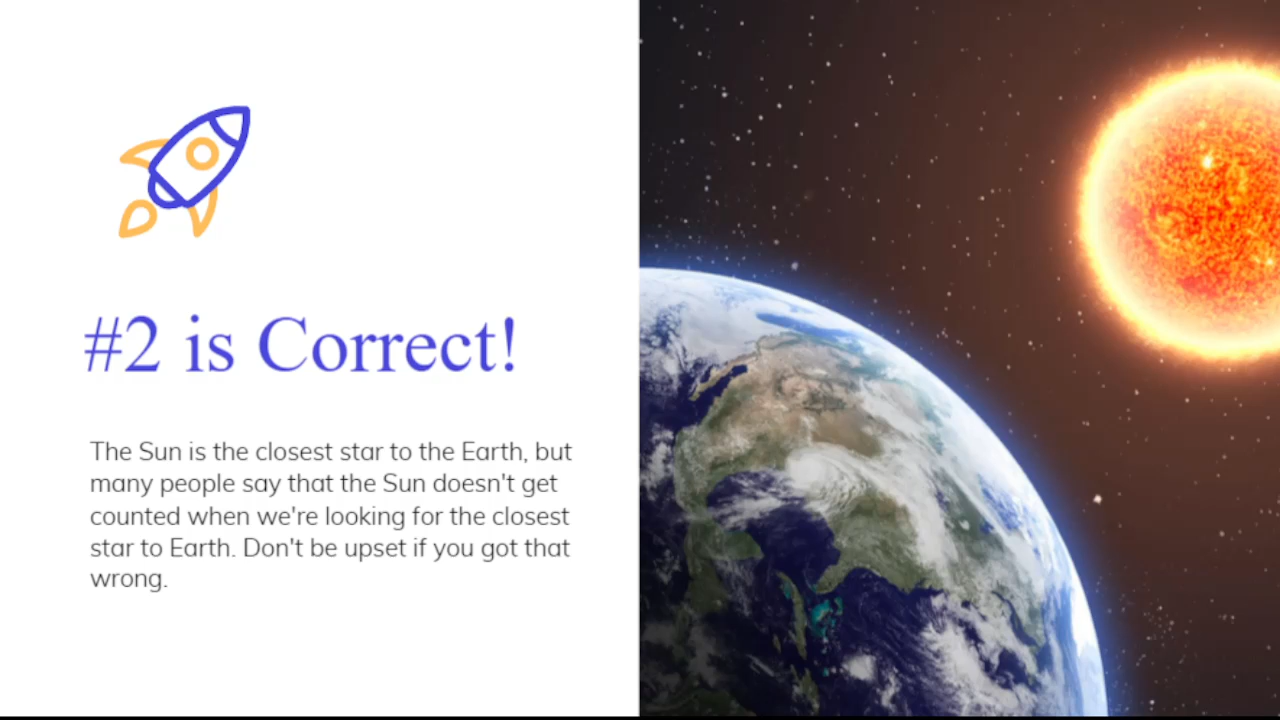 #2 is Correct!
The Sun is the closest star to the Earth, but
many people say that the Sun doesn't get
counted when we're looking for the closest
star to Earth. Don't be upset if you got that
wrong.